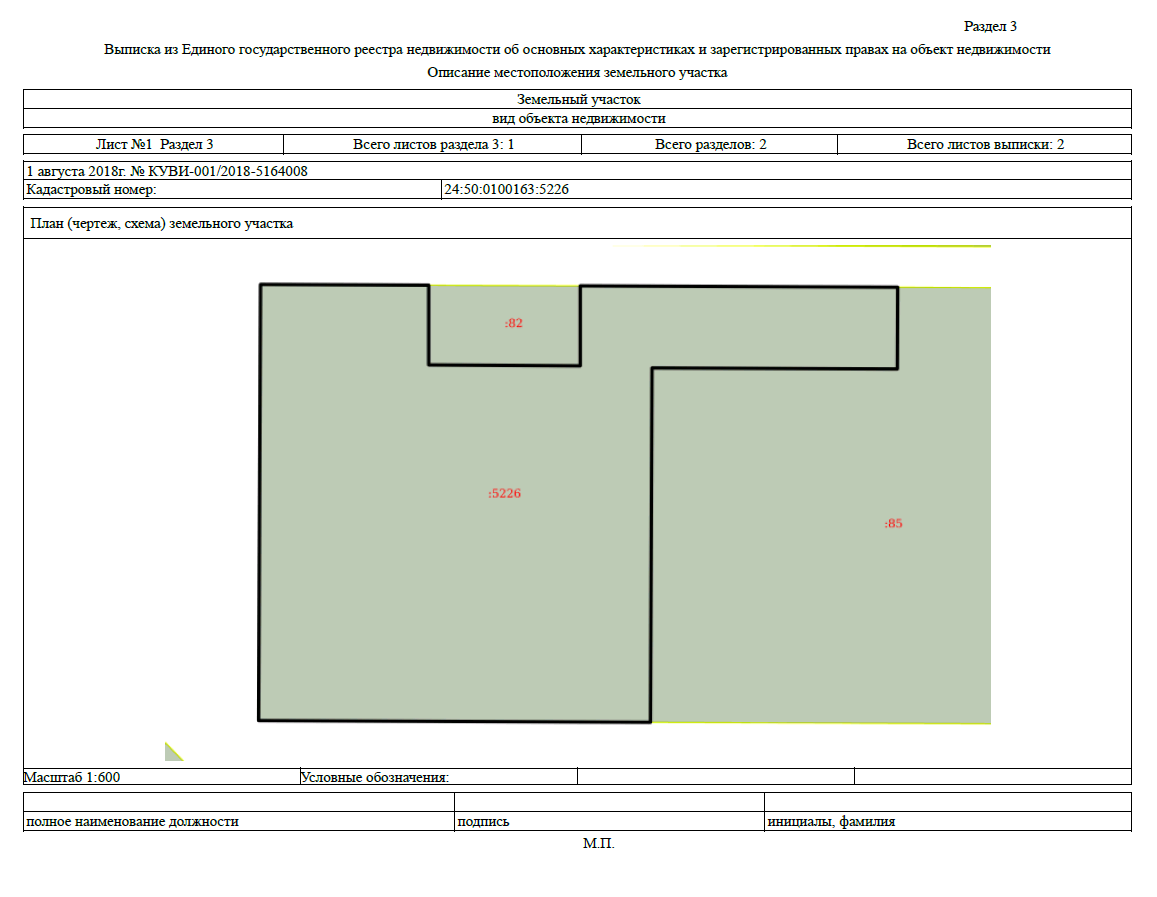 Раздел 3
Выписка из Единого государственного реестра недвижимости об основных характеристиках и зарегистрированных правах на объект недвижимости
Описание местоположения земельного участка
Земельный участок
вид объекта недвижимости
Лист №1 Раздел 3 Всего листов раздела 3: 1 Всего разделов: 2 Всего листов выписки: 2
1 августа 2018г. № КУВИ-001/2018-5164008
Кадастровый номер: 24:50:0100163:5226
План (чертеж, схема) земельного участка
:82
:5226
:85
Масштаб 1:600 Условные обозначения:
полное наименование должности подпись инициалы, фамилия
М.П.